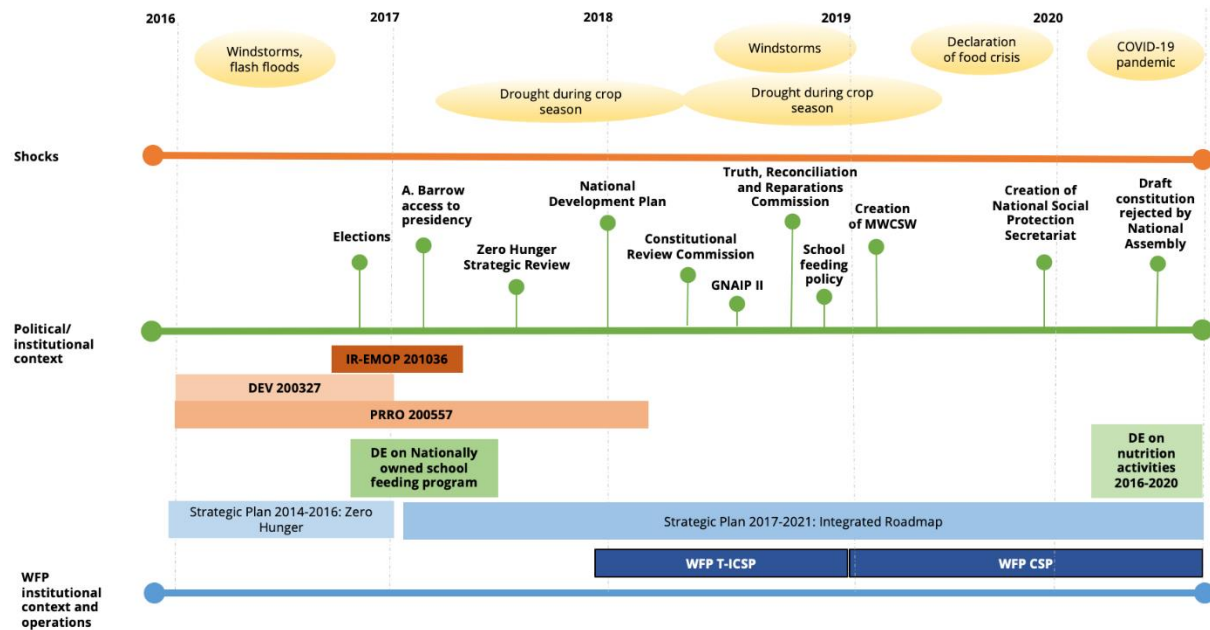 2016 2017 2018 2019 2020
Windstorms,
flash floods
Windstorms
Declaration
of food crisis
COVID-19
pandemic
Drought during crop
season
Drought during crop
season
Shocks
Elections
A. Barrow
access to
presidency
Zero Hunger
Strategic Review
National
Development Plan
Constitutional
Review Commission
GNAIP II
Truth, Reconciliation
and Reparations
Commission
School
feeding
policy
Creation
of MWCSW
Creation of
National Social
Protection
Secretariat
Draft
constitution
rejected by
National
Assembly
Political/
institutional
context
IR-EMOP 201036
DEV 200327
PRRO 200557
DE on Nationally
owned school
feeding program
DE on
nutrition
activities
2016-2020
Strategic Plan 2014-2016: Zero
Hunger
Strategic Plan 2017-2021: Integrated Roadmap
WFP T-ICSP
WFP CSP
WFP
institutional
context and
operations